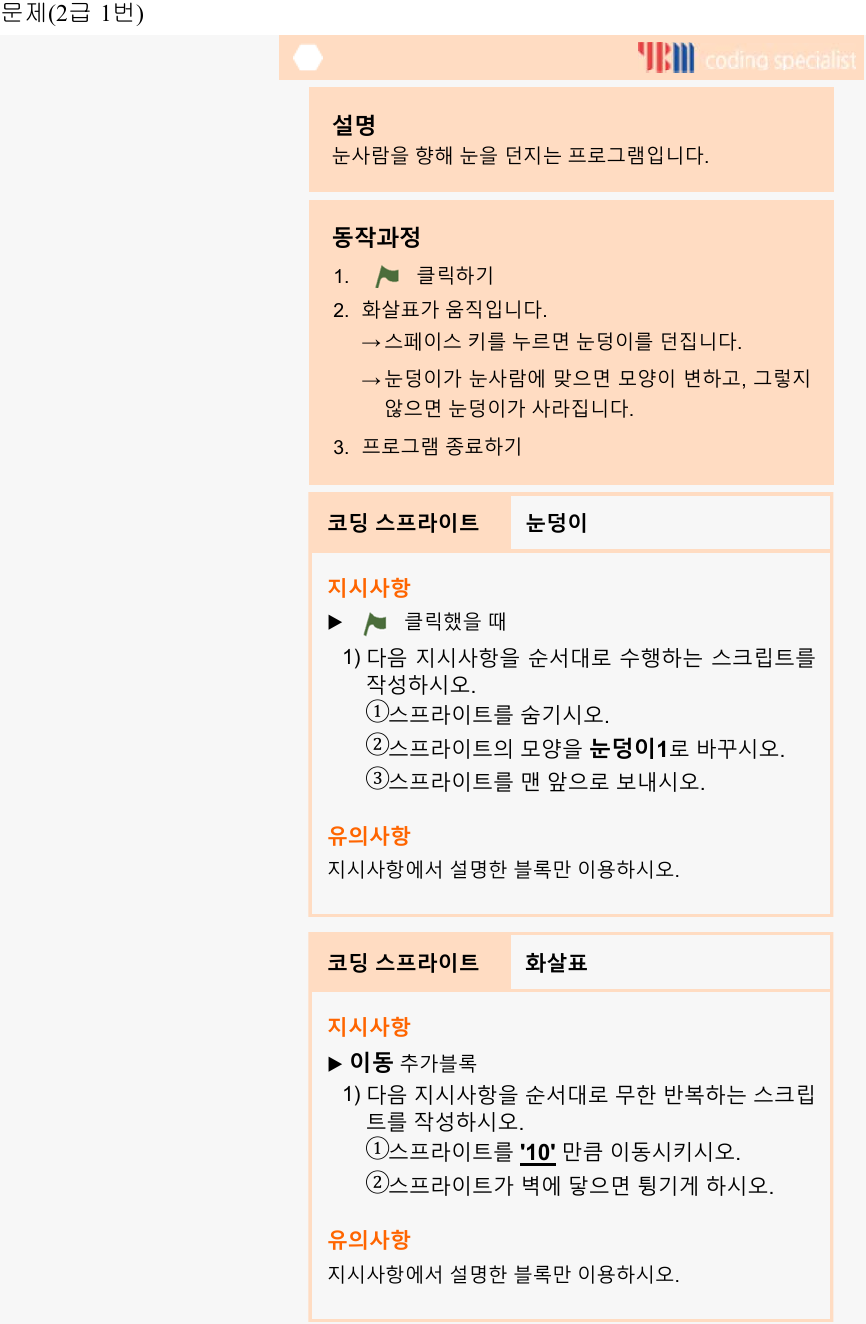 문제(2급 1번)
YBM coding specialist
설명
눈사람을 향해 눈을 던지는 프로그램입니다.
동작과정
1. 클릭하기
2. 화살표가 움직입니다.
→스페이스 키를 누르면 눈덩이를 던집니다.
→눈덩이가 눈사람에 맞으면 모양이 변하고, 그렇지
않으면 눈덩이가 사라집니다.
3. 프로그램 종료하기
코딩 스프라이트 눈덩이
지시사항
▶ 클릭했을 때
1) 다음 지시사항을 순서대로 수행하는 스크립트를
작성하시오.
①스프라이트를 숨기시오.
②스프라이트의 모양을 눈덩이1로 바꾸시오.
③스프라이트를 맨 앞으로 보내시오.
유의사항
지시사항에서 설명한 블록만 이용하시오.
코딩 스프라이트 화살표
지시사항
▶ 이동 추가블록
1) 다음 지시사항을 순서대로 무한 반복하는 스크립
트를 작성하시오.
①스프라이트를 '10' 만큼 이동시키시오.
②스프라이트가 벽에 닿으면 튕기게 하시오.
유의사항
지시사항에서 설명한 블록만 이용하시오.